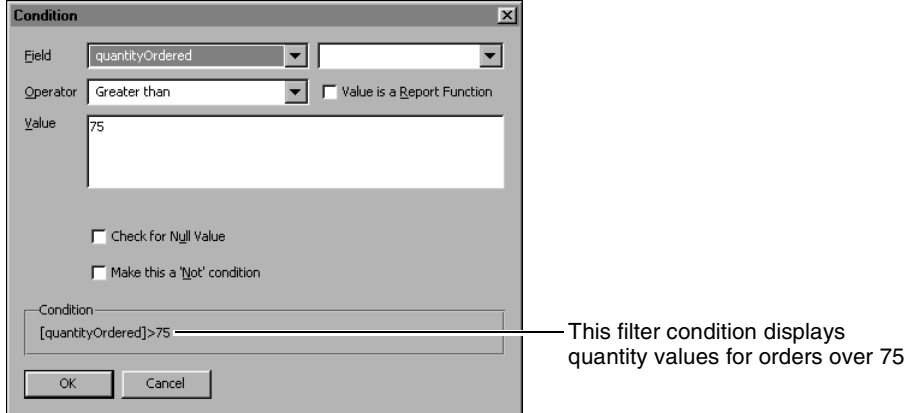 Condition
Field quantityOrdered
Operator Greater than Value is a Report Function
Value 75
Check for Null Value
Make this a 'Not' condition
Condition
[quantityOrdered]>75
This filter condition displays
quantity values for orders over 75
OK Cancel